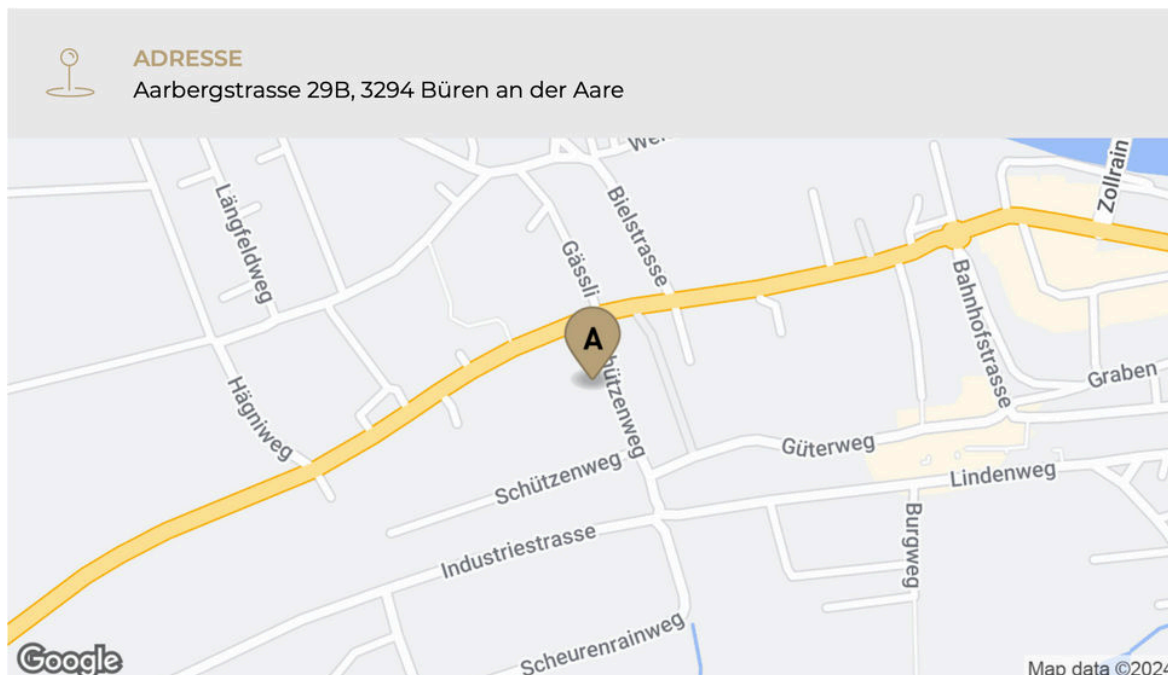 ADRESSE
Aarbergstrasse 29B, 3294 Büren an der Aare
Zollrain
Längfeldweg
Bielstrasse
Gässli
Bahnhofstrasse
A
hützenweg
Graben
Hägniweg
Güterweg
Schützenweg
Lindenweg
Industriestrasse
Burgweg
Scheurenrainweg
Google
Map data ©2024